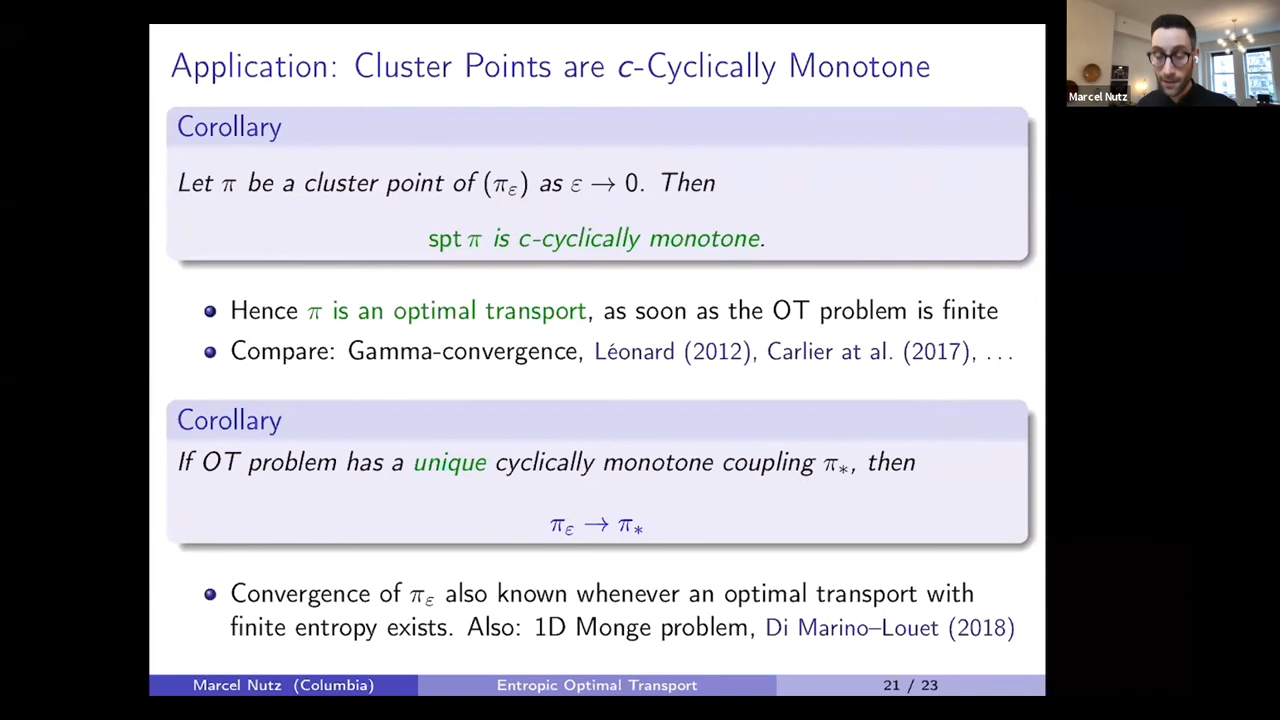 Application: Cluster Points are c-Cyclically Monotone
Marcel Nutz
Corollary
Let π be a cluster point of (π_ε) as ε → 0. Then
spt π is c-cyclically monotone.
Hence π is an optimal transport, as soon as the OT problem is finite
Compare: Gamma-convergence, Léonard (2012), Carlier at al. (2017), ...
Corollary
If OT problem has a unique cyclically monotone coupling π_*, then
π_ε → π_*
Convergence of π_ε also known whenever an optimal transport with
finite entropy exists. Also: 1D Monge problem, Di Marino–Louet (2018)
Marcel Nutz (Columbia) Entropic Optimal Transport 21 / 23